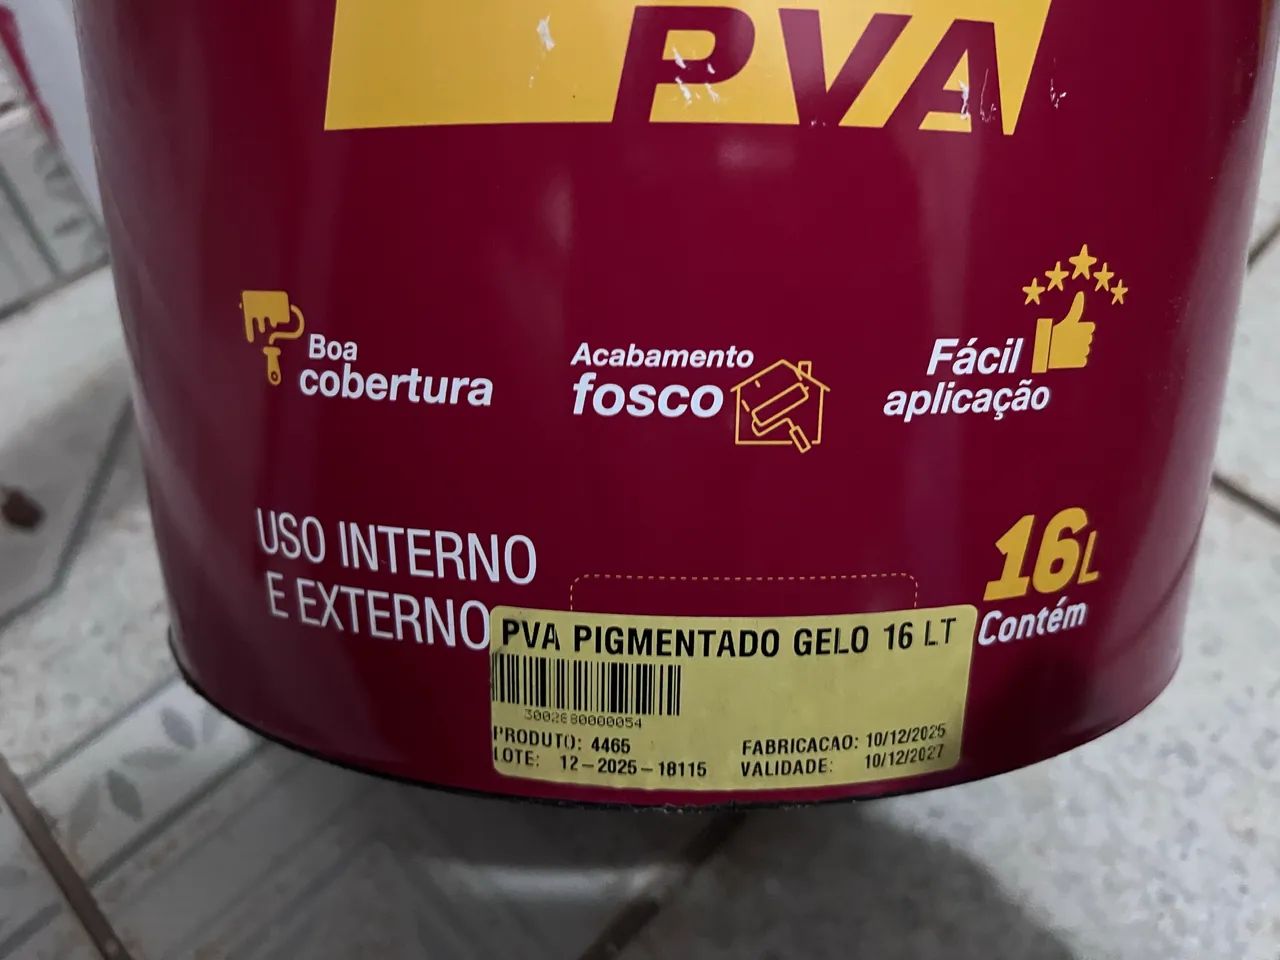 PVA
Boa
cobertura
Acabamento
fosco
Fácil
aplicação
USO INTERNO
E EXTERNO
16L
Contém
PVA PIGMENTADO GELO 16 LT
3002880000054
PRODUTO: 4465
LOTE: 12-2025-18115
FABRICACAO: 10/12/2025
VALIDADE: 10/12/2027